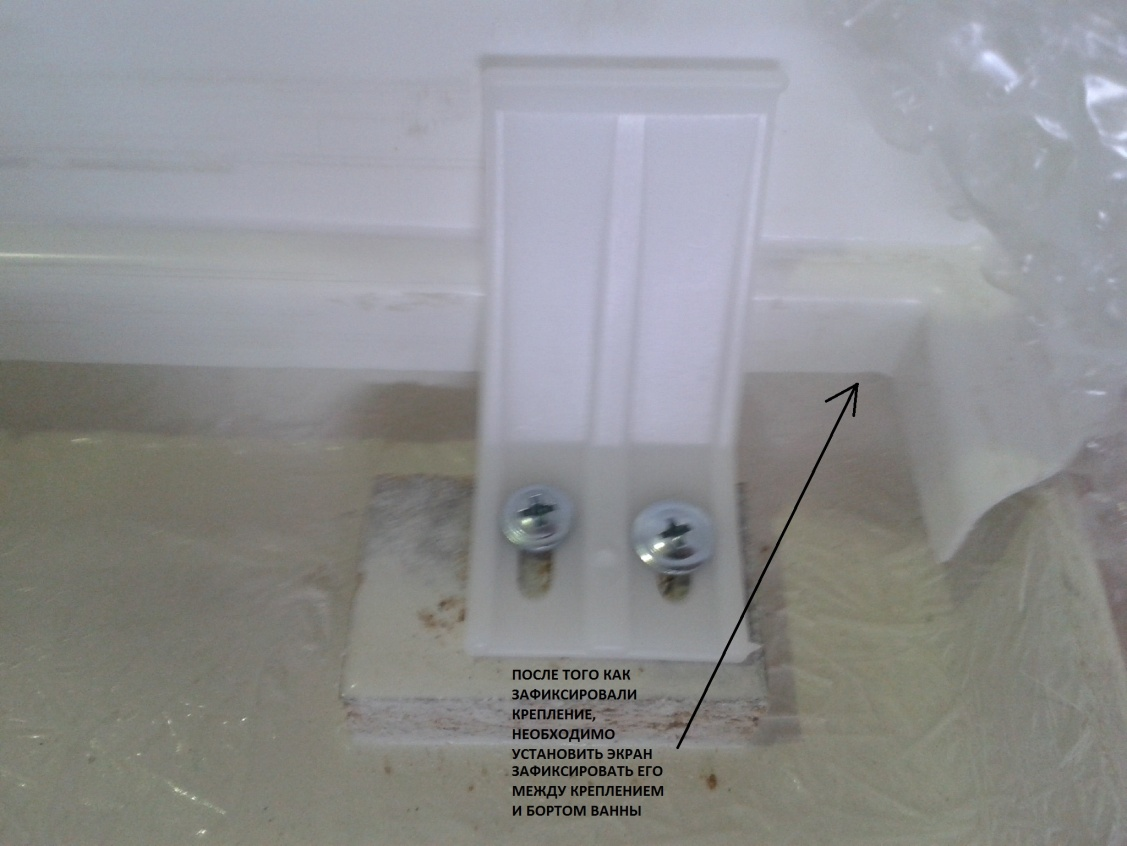 ПОСЛЕ ТОГО КАК
ЗАФИКСИРОВАЛИ
КРЕПЛЕНИЕ,
НЕОБХОДИМО
УСТАНОВИТЬ ЭКРАН
ЗАФИКСИРОВАТЬ ЕГО
МЕЖДУ КРЕПЛЕНИЕМ
И БОРТОМ ВАННЫ